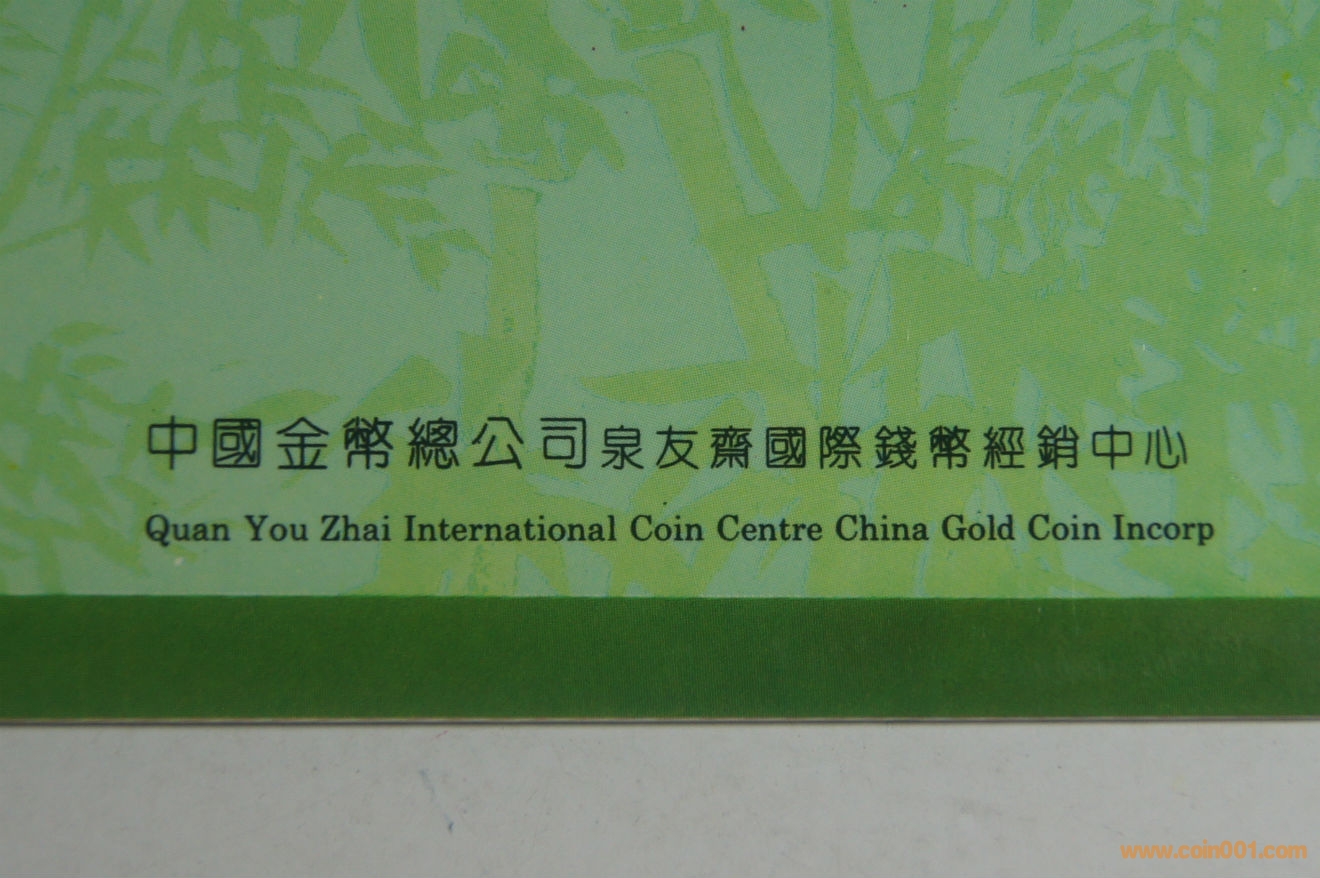 中國金幣總公司泉友齋國際錢幣經銷中心
Quan You Zhai International Coin Centre China Gold Coin Incorp
www.coin001.com